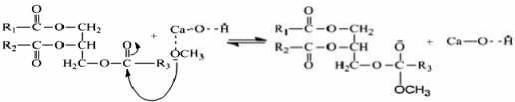 O
R₁—C—O—CH₂ + Ca—O--H
R₂—C—O—CH O OCH₃
O H₂C—O—C—R₃
⇌
O
R₁—C—O—CH₂ O
R₂—C—O—CH + Ca—O--H
O H₂C—O—C—R₃
OCH₃